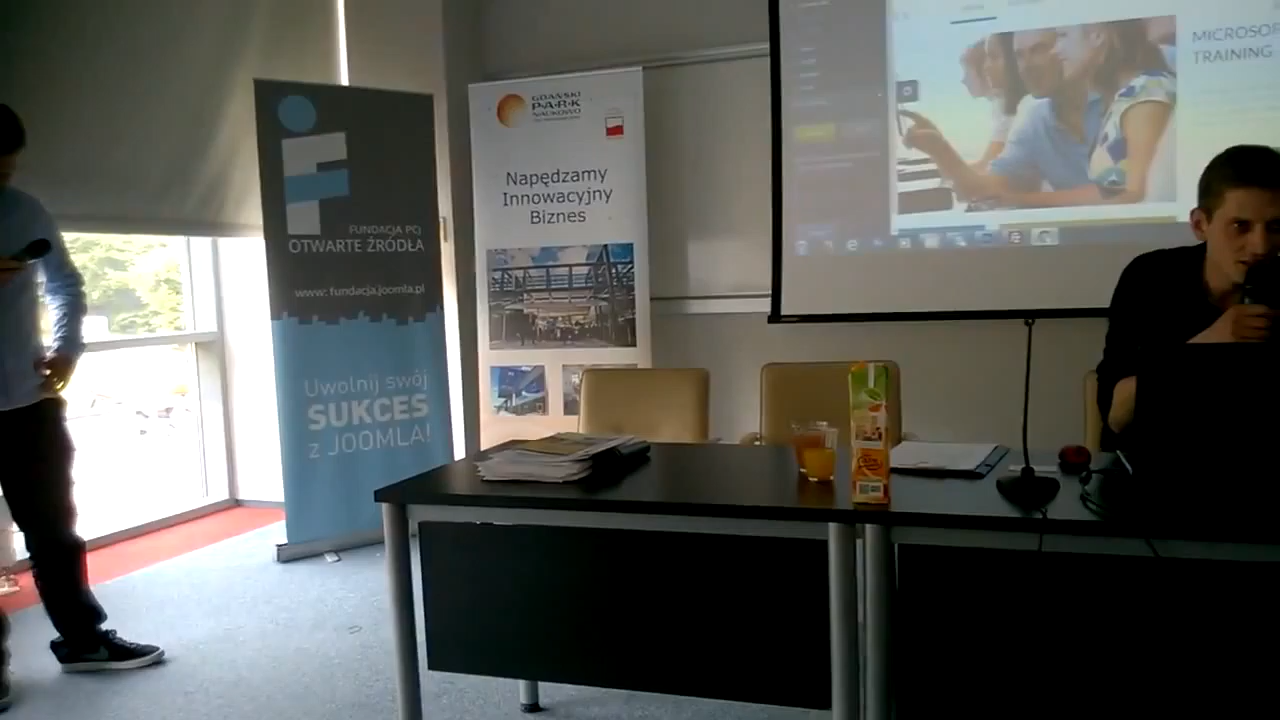 FUNDACJA PCJ
OTWARTE ŹRÓDŁA
www: fundacja.joomla.pl
Uwolnij swój
SUKCES
z JOOMLA!
GDAŃSKI
P·A·R·K
NAUKOWO
Napędzamy
Innowacyjny
Biznes
MICROSOF
TRAINING